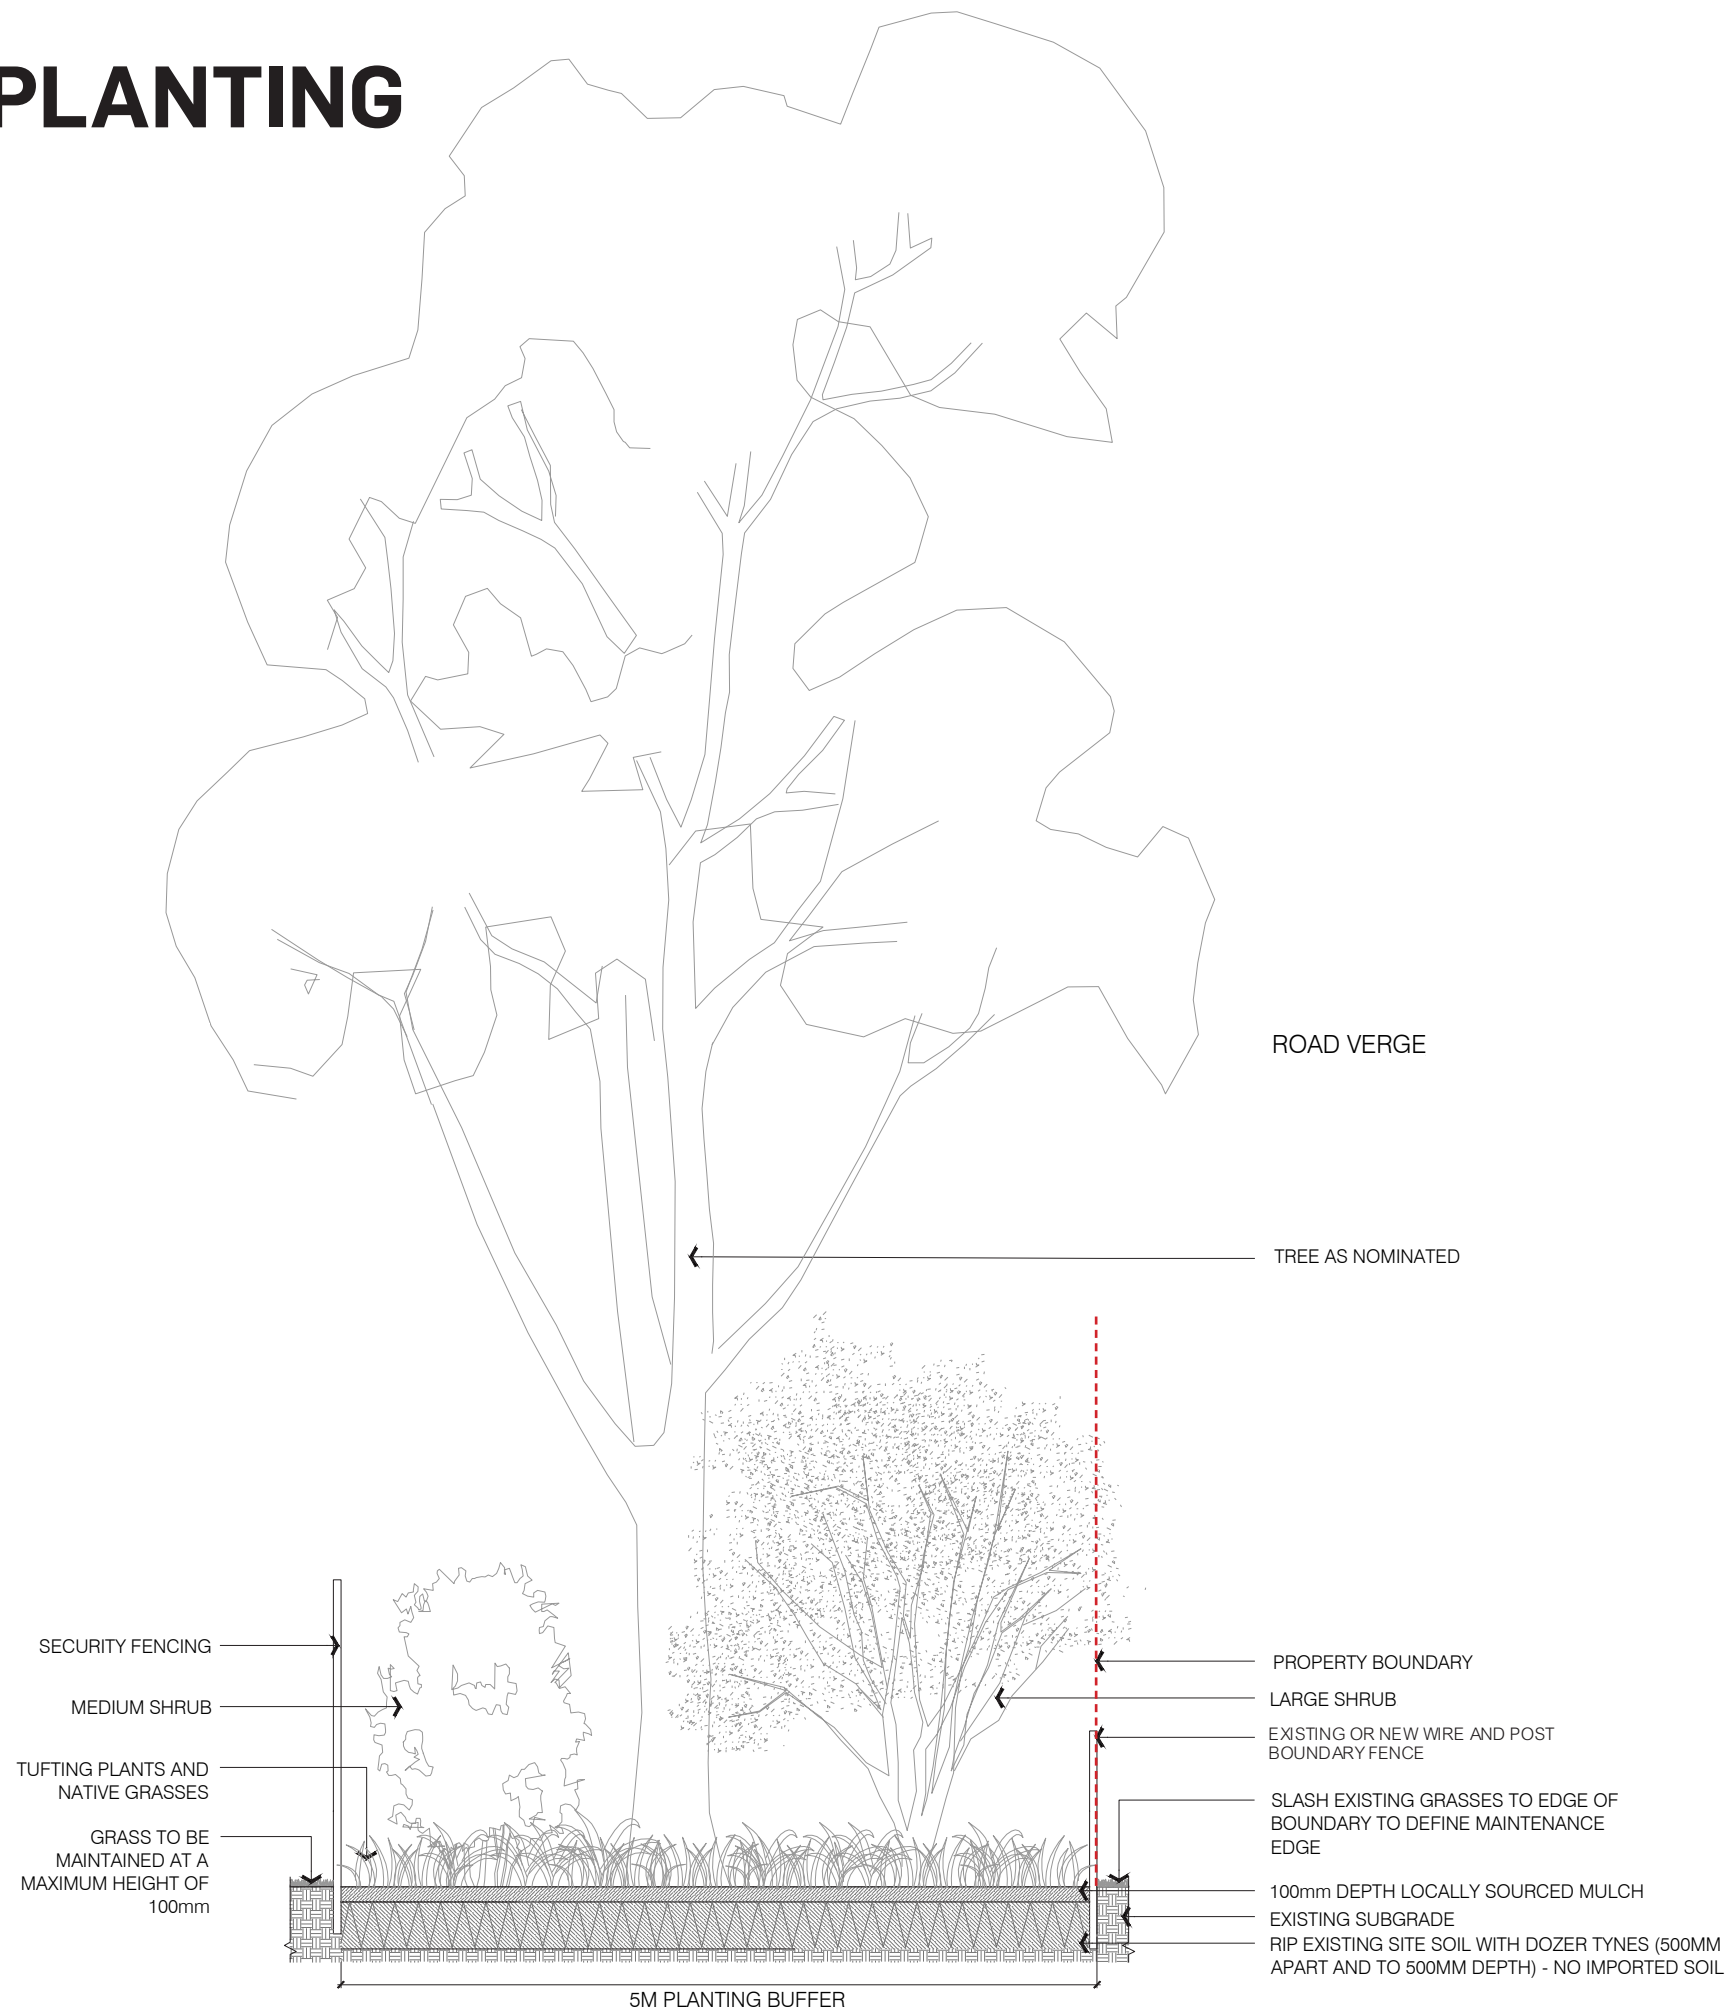 PLANTING
ROAD VERGE
TREE AS NOMINATED
SECURITY FENCING
MEDIUM SHRUB
TUFTING PLANTS AND
NATIVE GRASSES
GRASS TO BE
MAINTAINED AT A
MAXIMUM HEIGHT OF
100mm
PROPERTY BOUNDARY
LARGE SHRUB
EXISTING OR NEW WIRE AND POST
BOUNDARY FENCE
SLASH EXISTING GRASSES TO EDGE OF
BOUNDARY TO DEFINE MAINTENANCE
EDGE
100mm DEPTH LOCALLY SOURCED MULCH
EXISTING SUBGRADE
RIP EXISTING SITE SOIL WITH DOZER TYNES (500MM
APART AND TO 500MM DEPTH) - NO IMPORTED SOIL
5M PLANTING BUFFER